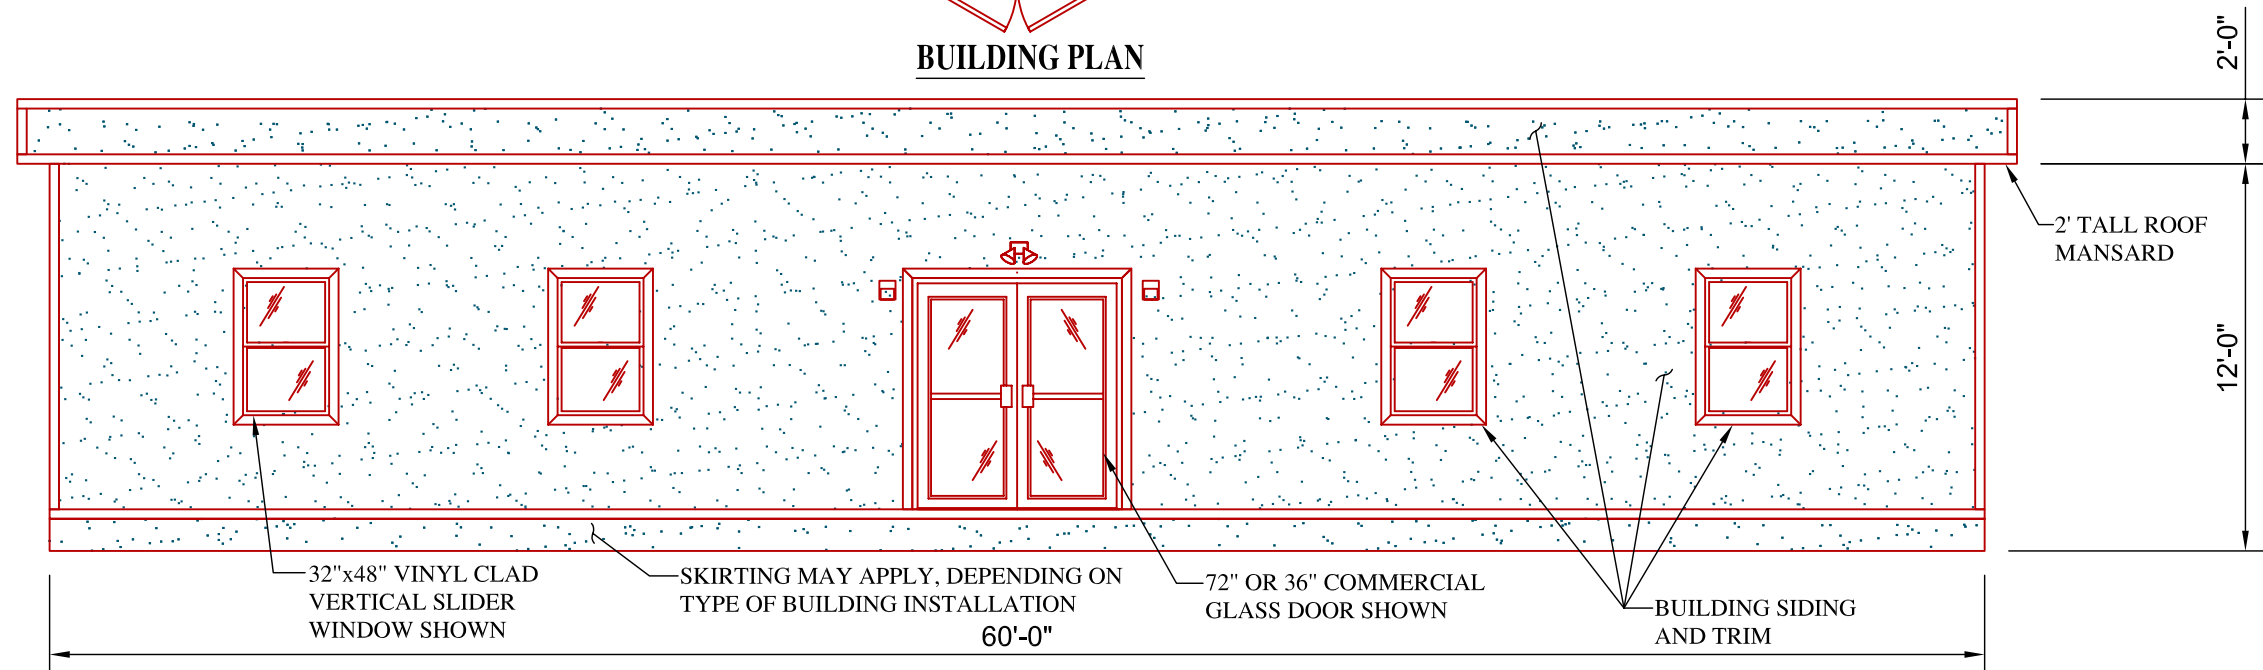 BUILDING PLAN
2'-0"
2' TALL ROOF
MANSARD
12'-0"
32"x48" VINYL CLAD
VERTICAL SLIDER
WINDOW SHOWN
SKIRTING MAY APPLY, DEPENDING ON
TYPE OF BUILDING INSTALLATION
72" OR 36" COMMERCIAL
GLASS DOOR SHOWN
BUILDING SIDING
AND TRIM
60'-0"